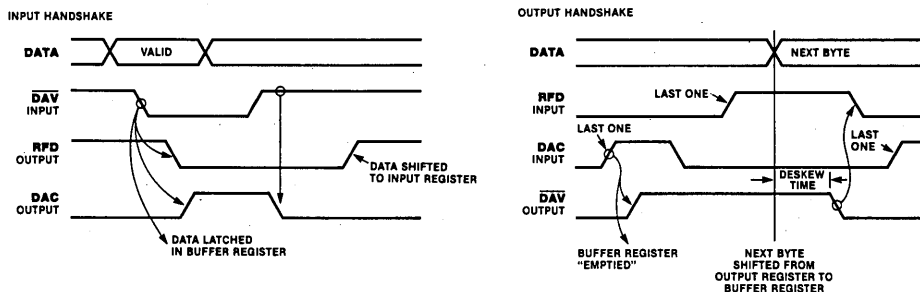 INPUT HANDSHAKE
DATA
VALID
DAV
INPUT
RFD
OUTPUT
DATA SHIFTED
TO INPUT REGISTER
DAC
OUTPUT
DATA LATCHED
IN BUFFER REGISTER
OUTPUT HANDSHAKE
DATA
NEXT BYTE
RFD
INPUT
LAST ONE
DAC
INPUT
LAST ONE
LAST
ONE
DESKEW
TIME
DAV
OUTPUT
BUFFER REGISTER
"EMPTIED"
NEXT BYTE
SHIFTED FROM
OUTPUT REGISTER TO
BUFFER REGISTER